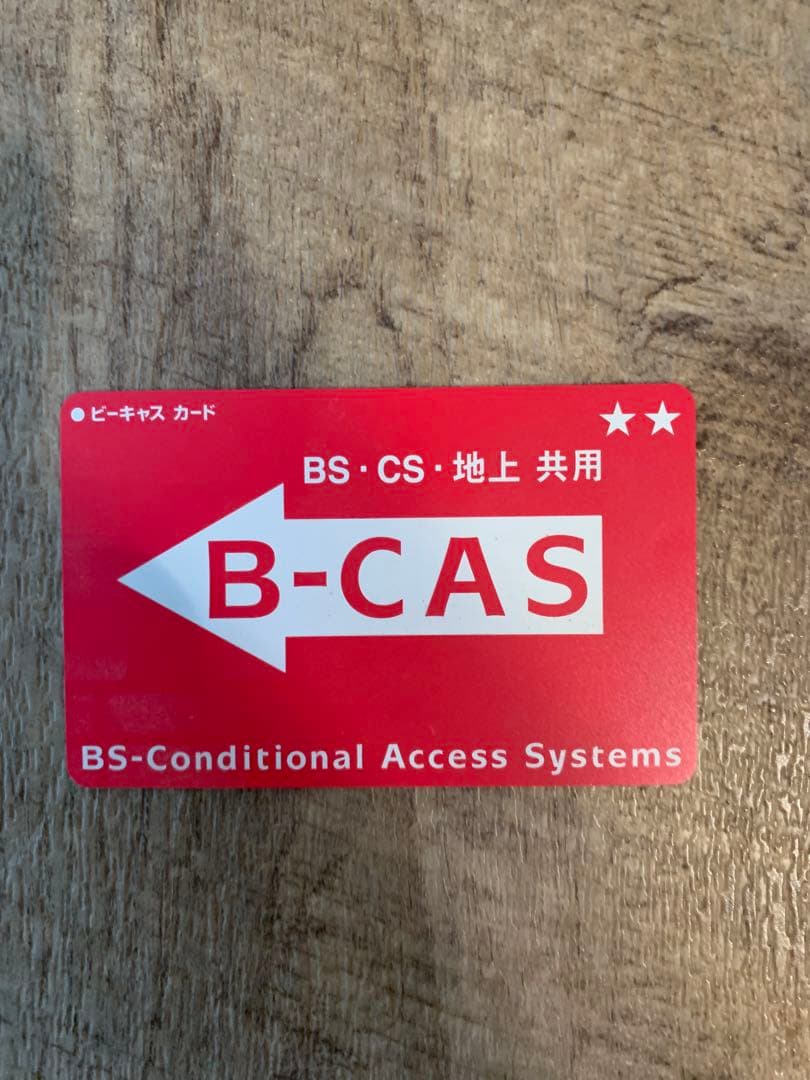 ● ビーキャス カード
★★
BS・CS・地上 共用
B-CAS
BS-Conditional Access Systems